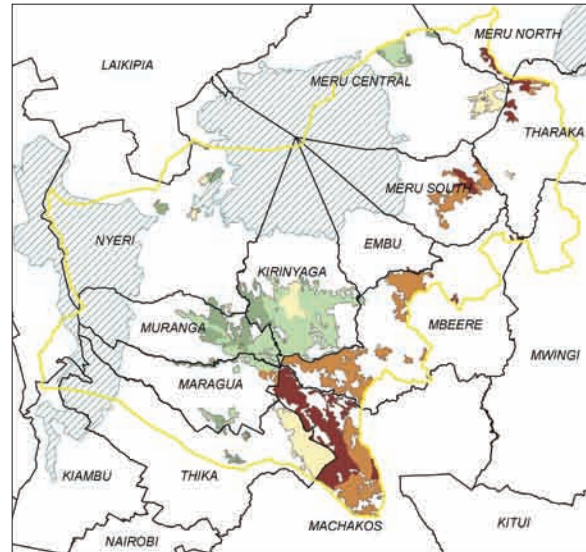 MERU NORTH
LAIKIPIA
MERU CENTRAL
THARAKA
MERU SOUTH
NYERI
EMBU
KIRINYAGA
MURANGA
MBEERE
MWINGI
MARAGUA
KIAMBU
THIKA
MACHAKOS
KITUI
NAIROBI